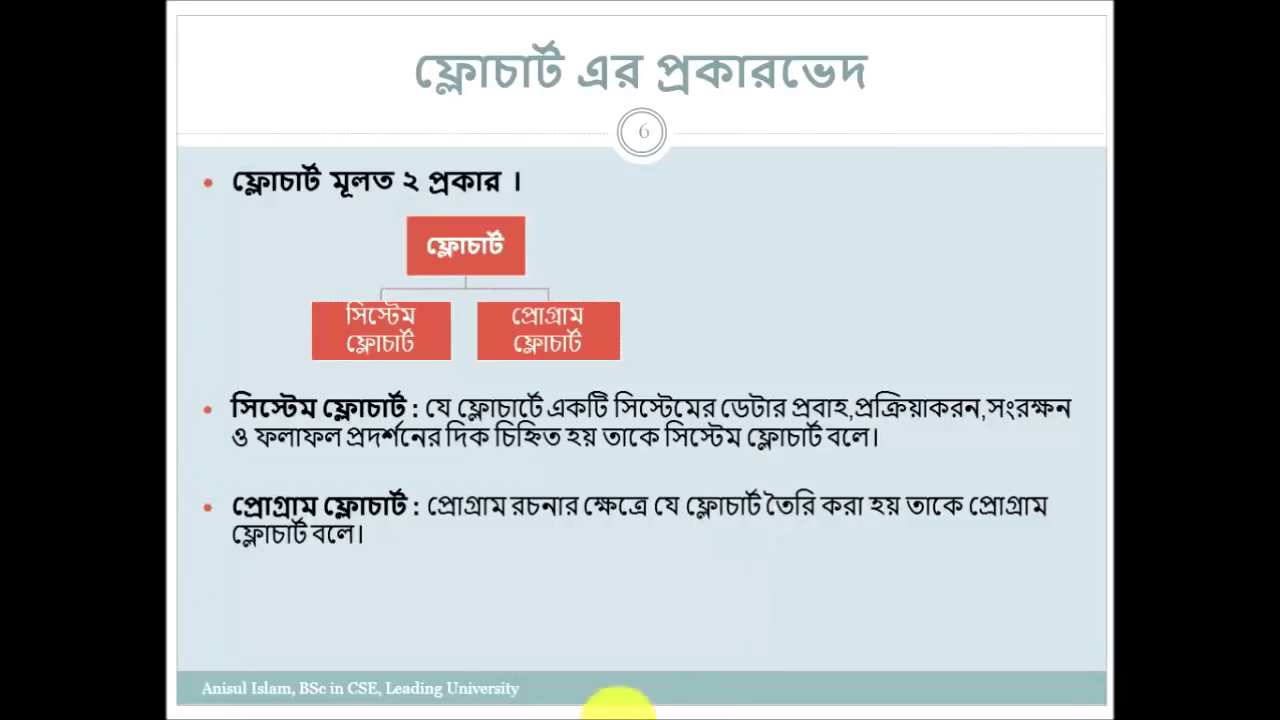 ফ্লোচার্ট এর প্রকারভেদ
6
• ফ্লোচার্ট মূলত ২ প্রকার ।
ফ্লোচার্ট
সিস্টেম
ফ্লোচার্ট
প্রোগ্রাম
ফ্লোচার্ট
• সিস্টেম ফ্লোচার্ট : যে ফ্লোচার্টে একটি সিস্টেমের ডেটার প্রবাহ,প্রক্রিয়াকরন,সংরক্ষন
ও ফলাফল প্রদর্শনের দিক চিহ্নিত হয় তাকে সিস্টেম ফ্লোচার্ট বলে।
• প্রোগ্রাম ফ্লোচার্ট : প্রোগ্রাম রচনার ক্ষেত্রে যে ফ্লোচার্ট তৈরি করা হয় তাকে প্রোগ্রাম
ফ্লোচার্ট বলে।
Anisul Islam, BSc in CSE, Leading University